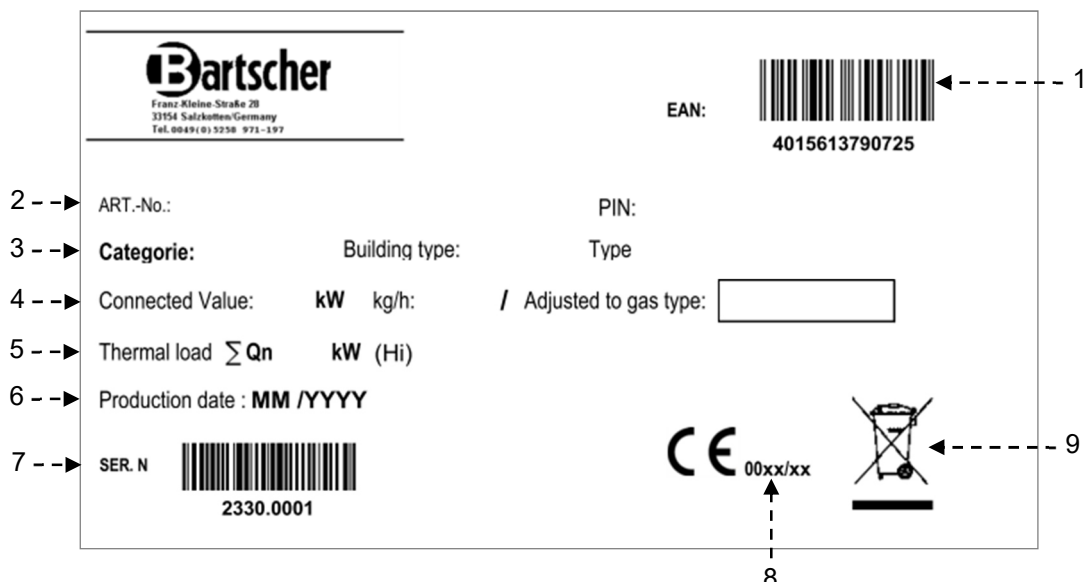 Bartscher
Franz-Kleine-Straße 28
33154 Salzkotten/Germany
Tel. 0049(0)5258 971-197
EAN:
4015613790725
1
2 ART.-No.: PIN:
3 Categorie: Building type: Type
4 Connected Value: kW kg/h: / Adjusted to gas type:
5 Thermal load ∑ Qn kW (Hi)
6 Production date : MM /YYYY
7 SER. N
2330.0001
CE 00xx/xx
9
8